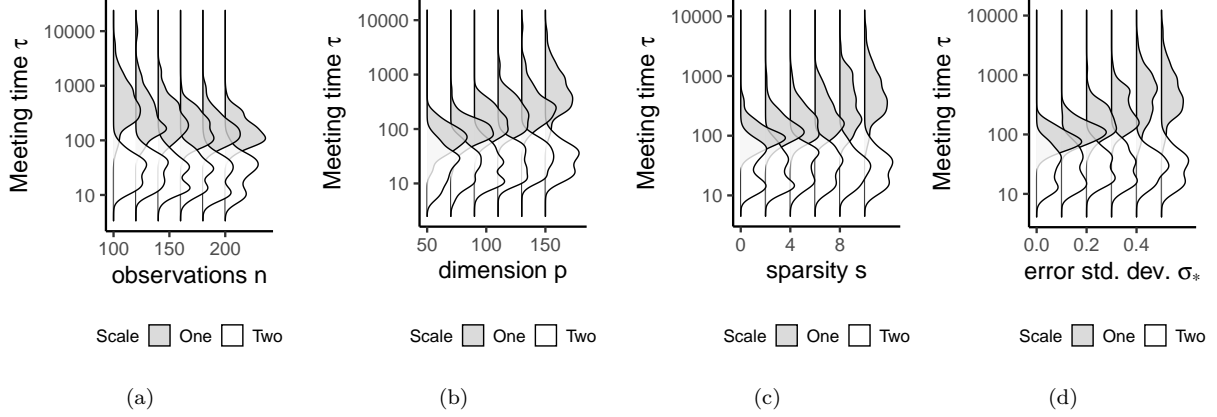 Meeting time τ
10000
1000
100
10
100 150 200
observations n
Scale One Two
(a)
Meeting time τ
10000
1000
100
10
50 100 150
dimension p
Scale One Two
(b)
Meeting time τ
10000
1000
100
10
0 4 8
sparsity s
Scale One Two
(c)
Meeting time τ
10000
1000
100
10
0.0 0.2 0.4
error std. dev. σ*
Scale One Two
(d)